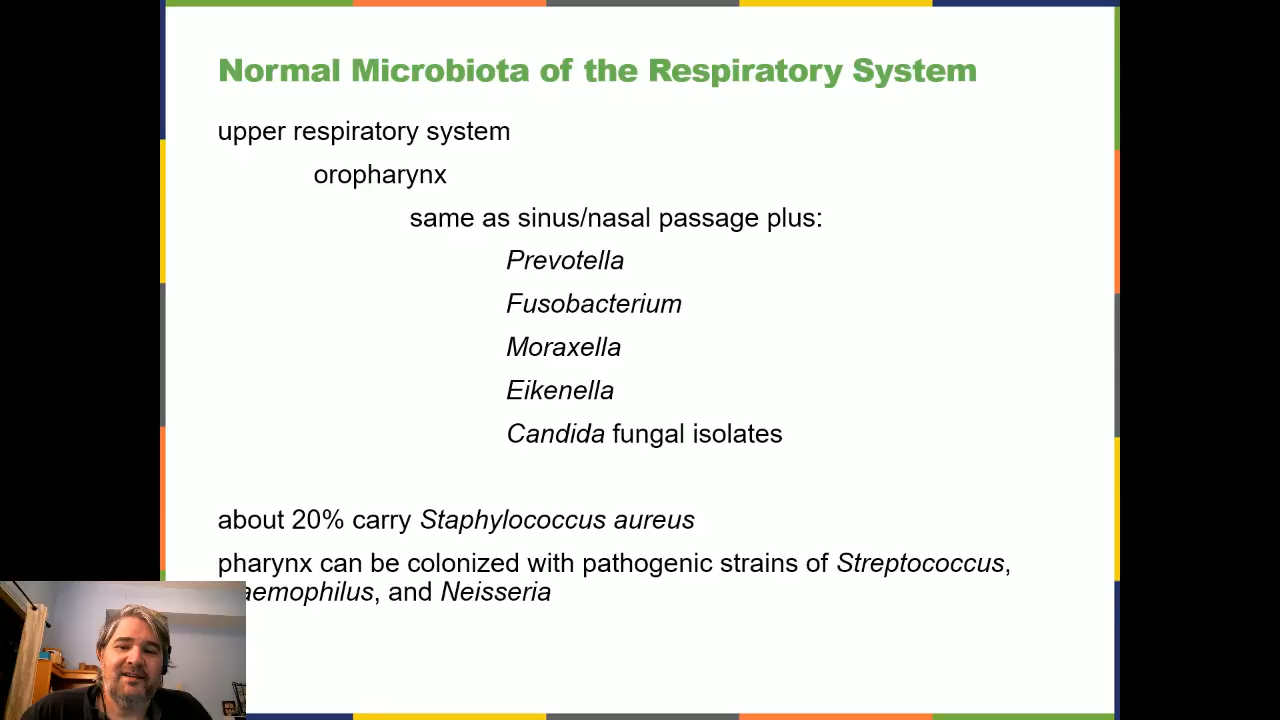 Normal Microbiota of the Respiratory System
upper respiratory system
oropharynx
same as sinus/nasal passage plus:
Prevotella
Fusobacterium
Moraxella
Eikenella
Candida fungal isolates
about 20% carry Staphylococcus aureus
pharynx can be colonized with pathogenic strains of Streptococcus,
aemophilus, and Neisseria